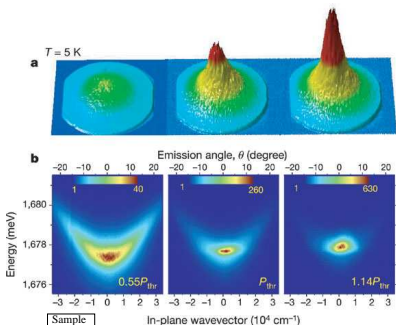 T = 5 K
a
b
Emission angle, θ (degree)
-20 -10 0 10 20 -20 -10 0 10 20 -20 -10 0 10 20
1 40 1 260 1 630
Energy (meV)
1,680
1,678
1,676
0.55Pthr
Pthr
1.14Pthr
-3 -2 -1 0 1 2 3 -3 -2 -1 0 1 2 3 -3 -2 -1 0 1 2 3
Sample
In-plane wavevector (10⁴ cm⁻¹)